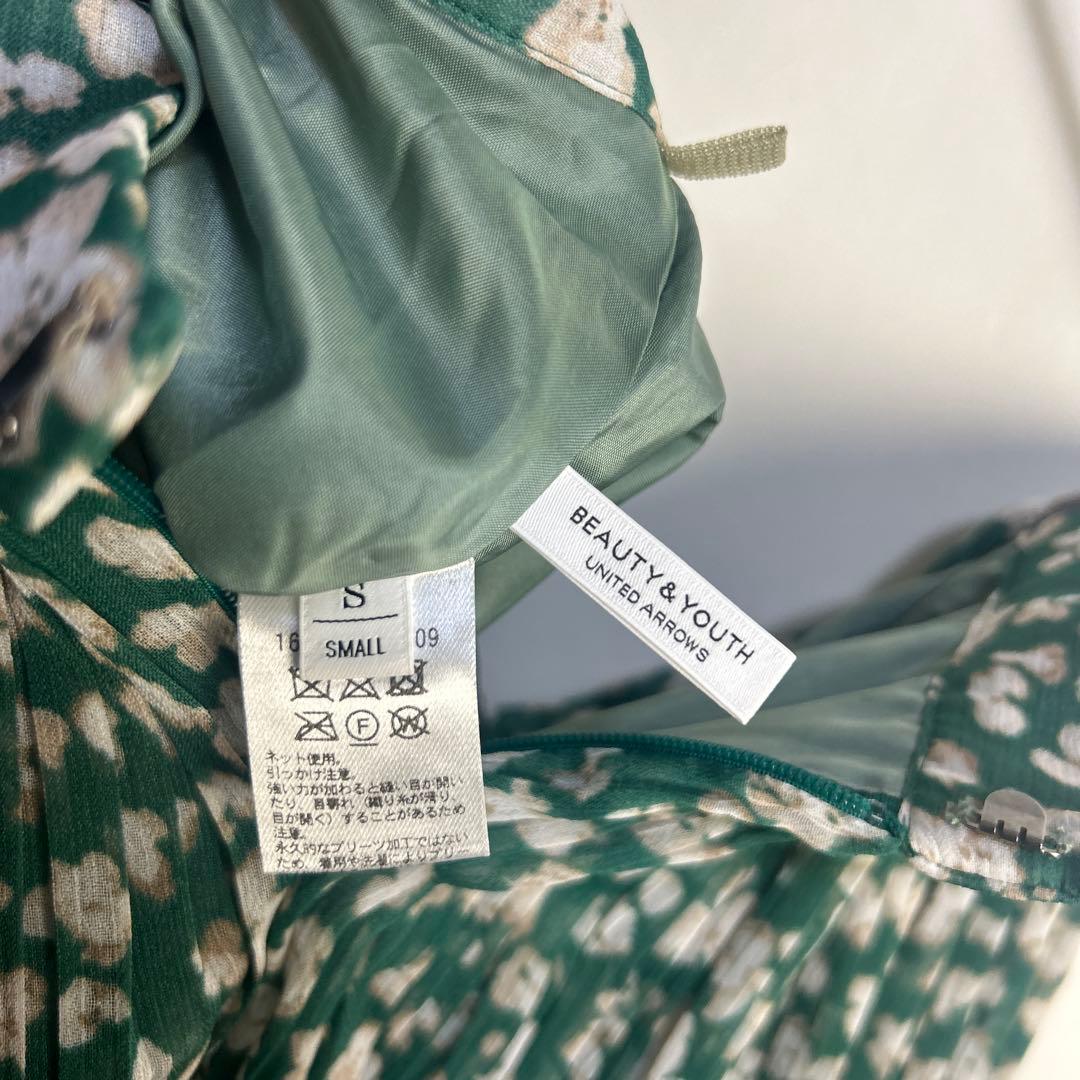 S
SMALL
16
09
F
W
ネット使用。
引っかけ注意。
強い力が加わると縫い目が開い
たり、目寄れ(織り糸が滑り、
目が開く)することがあるため
注意。
永久的なプリーツ加工ではない
ため、着用や洗濯によりプ
BEAUTY & YOUTH
UNITED ARROWS